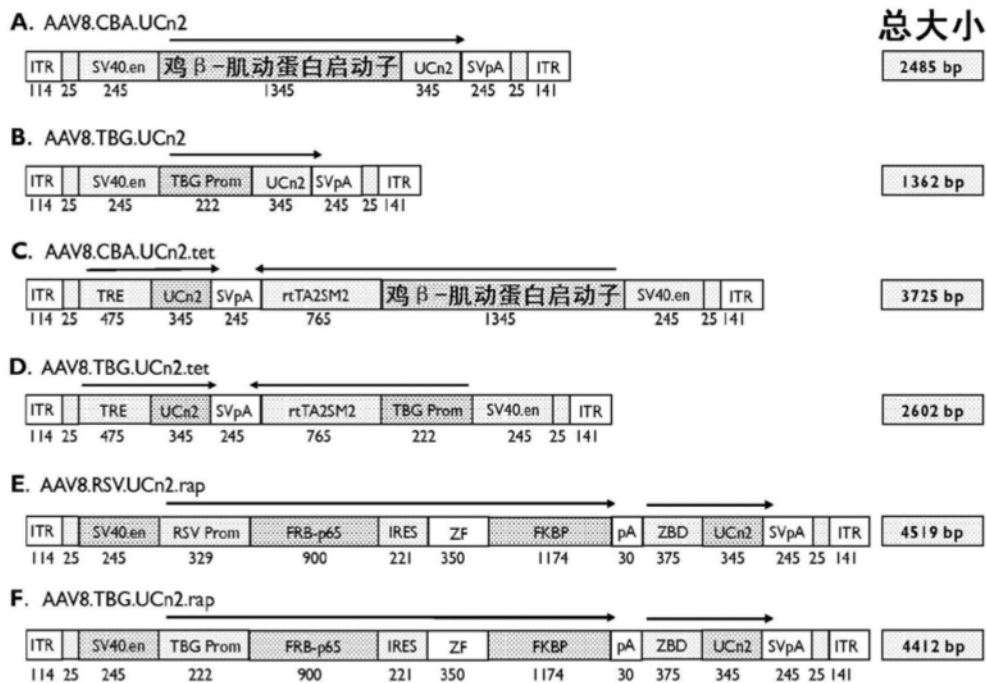 A. AAV8.CBA.UCn2 总大小
ITR SV40.en 鸡β-肌动蛋白启动子 UCn2 SVpA ITR 2485 bp
114 25 245 1345 345 245 25 141
B. AAV8.TBG.UCn2
ITR SV40.en TBG Prom UCn2 SVpA ITR 1362 bp
114 25 245 222 345 245 25 141
C. AAV8.CBA.UCn2.tet
ITR TRE UCn2 SVpA rtTA2SM2 鸡β-肌动蛋白启动子 SV40.en ITR 3725 bp
114 25 475 345 245 765 1345 245 25 141
D. AAV8.TBG.UCn2.tet
ITR TRE UCn2 SVpA rtTA2SM2 TBG Prom SV40.en ITR 2602 bp
114 25 475 345 245 765 222 245 25 141
E. AAV8.RSV.UCn2.rap
ITR SV40.en RSV Prom FRB-p65 IRES ZF FKBP pA ZBD UCn2 SVpA ITR 4519 bp
114 25 245 329 900 221 350 1174 30 375 345 245 25 141
F. AAV8.TBG.UCn2.rap
ITR SV40.en TBG Prom FRB-p65 IRES ZF FKBP pA ZBD UCn2 SVpA ITR 4412 bp
114 25 245 222 900 221 350 1174 30 375 345 245 25 141